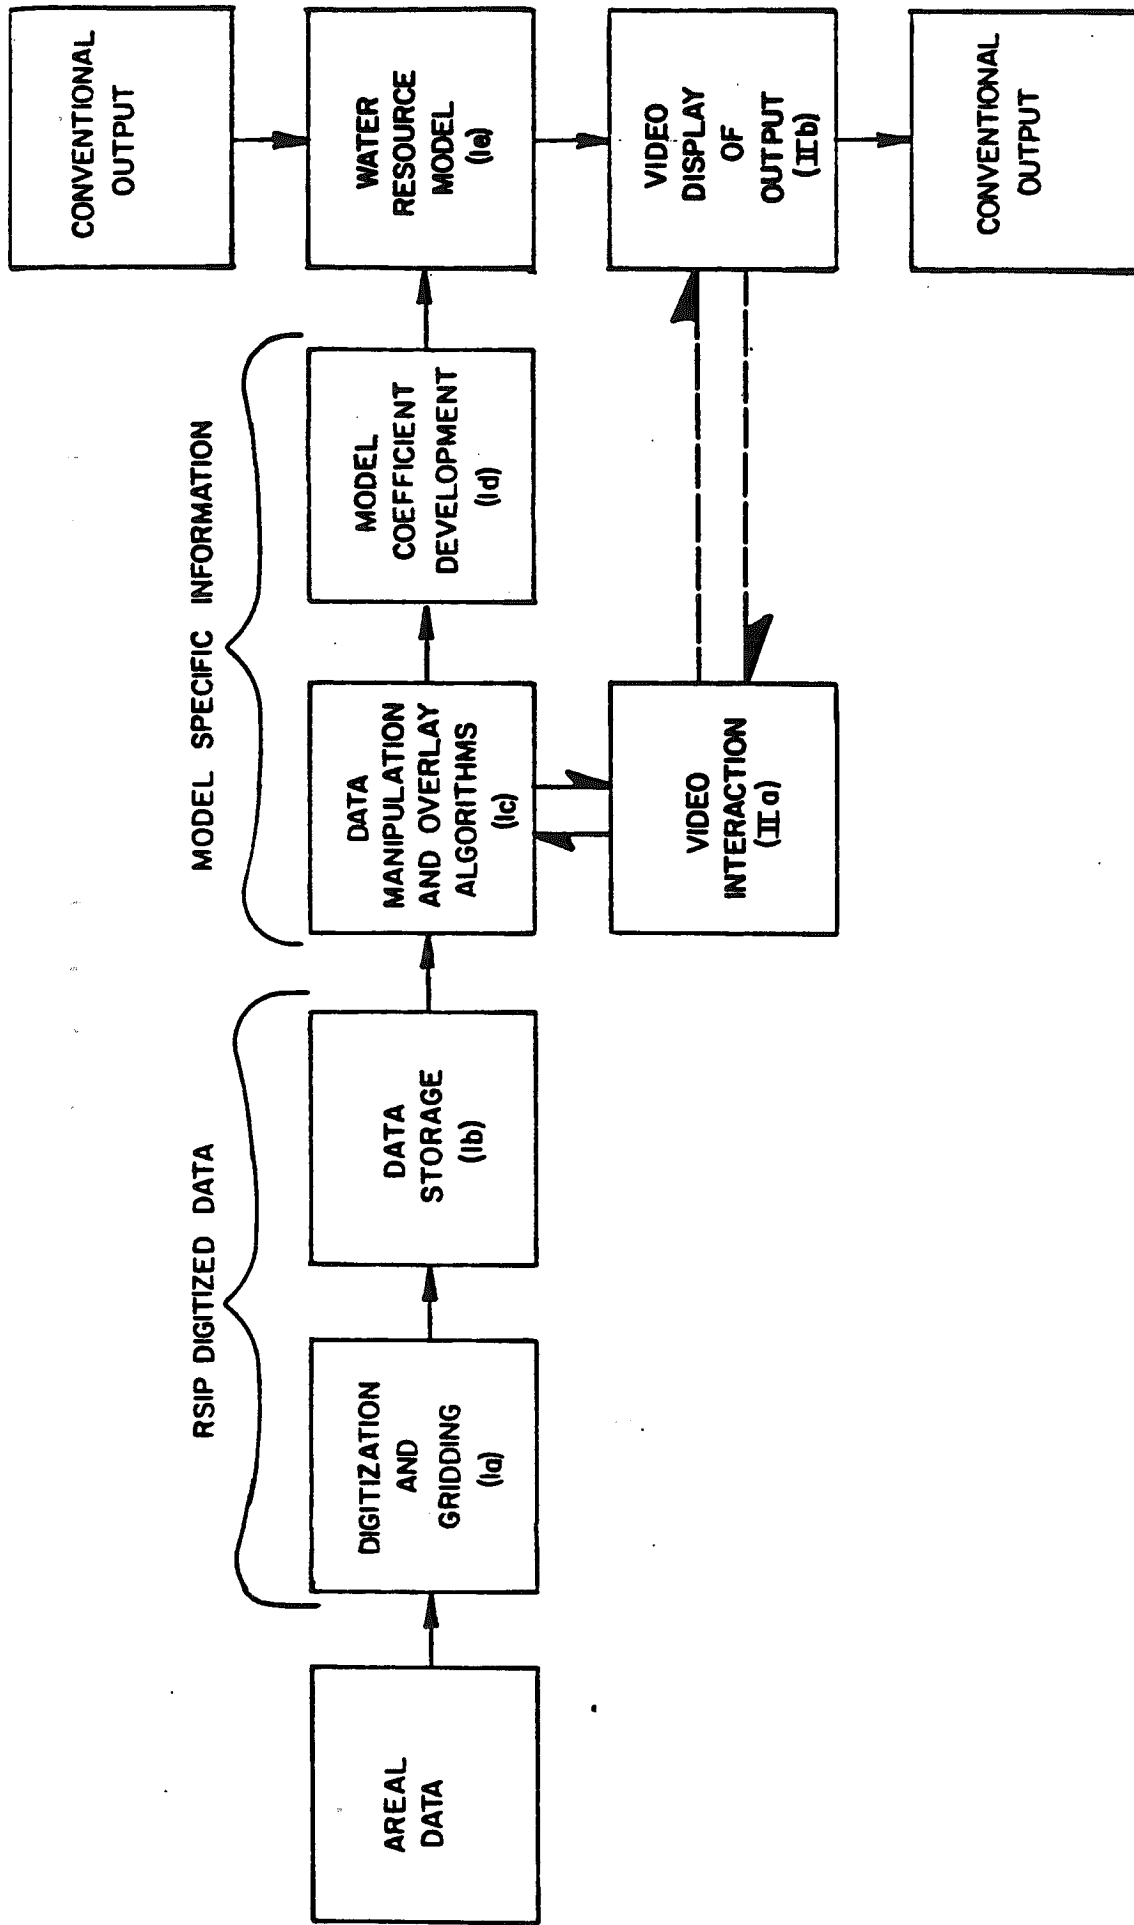 RSIP DIGITIZED DATA
MODEL SPECIFIC INFORMATION
AREAL
DATA
DIGITIZATION
AND
GRIDDING
(Ia)
DATA
STORAGE
(Ib)
DATA
MANIPULATION
AND OVERLAY
ALGORITHMS
(Ic)
MODEL
COEFFICIENT
DEVELOPMENT
(Id)
CONVENTIONAL
OUTPUT
WATER
RESOURCE
MODEL
(Ie)
VIDEO
INTERACTION
(IIa)
VIDEO
DISPLAY
OF
OUTPUT
(IIb)
CONVENTIONAL
OUTPUT